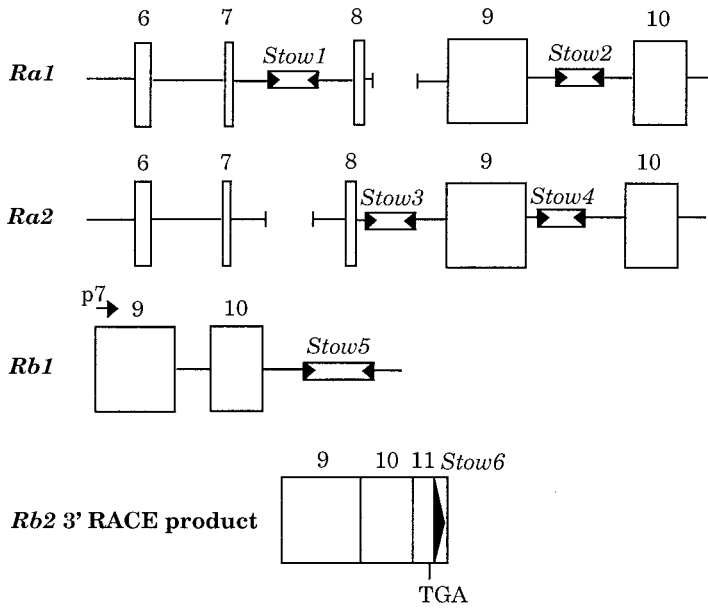 6 7 8 9 10
Stow1 Stow2
Ra1
6 7 8 9 10
Stow3 Stow4
Ra2
p7 9 10
Stow5
Rb1
9 10 11 Stow6
Rb2 3' RACE product
TGA